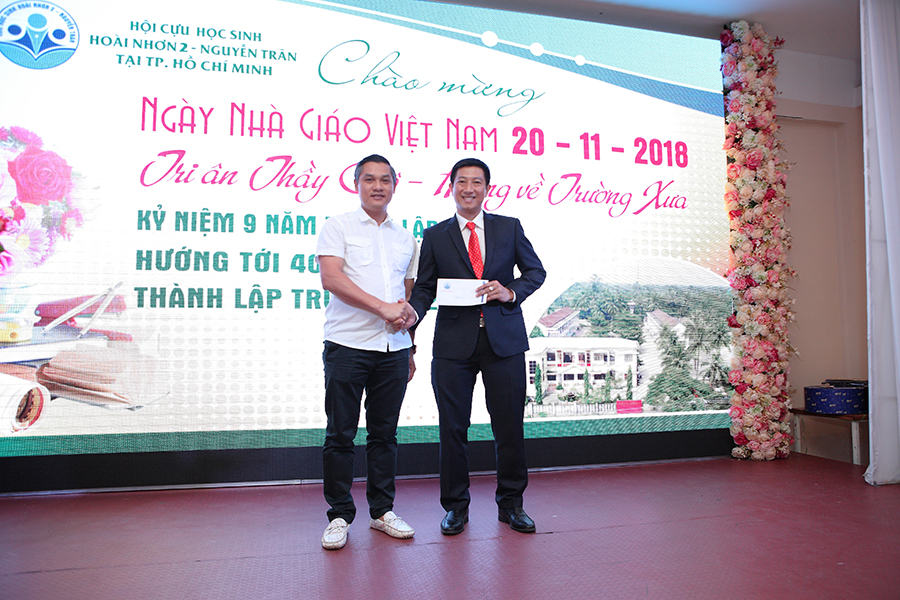 HỘI CỰU HỌC SINH
HOÀI NHƠN 2 - NGUYỄN TRÂN
TẠI TP. HỒ CHÍ MINH
Chào mừng
NGÀY NHÀ GIÁO VIỆT NAM 20 - 11 - 2018
Tri ân Thầy - về Trường Xưa
KỶ NIỆM 9 NĂM LẬP
HƯỚNG TỚI 40
THÀNH LẬP TRƯ